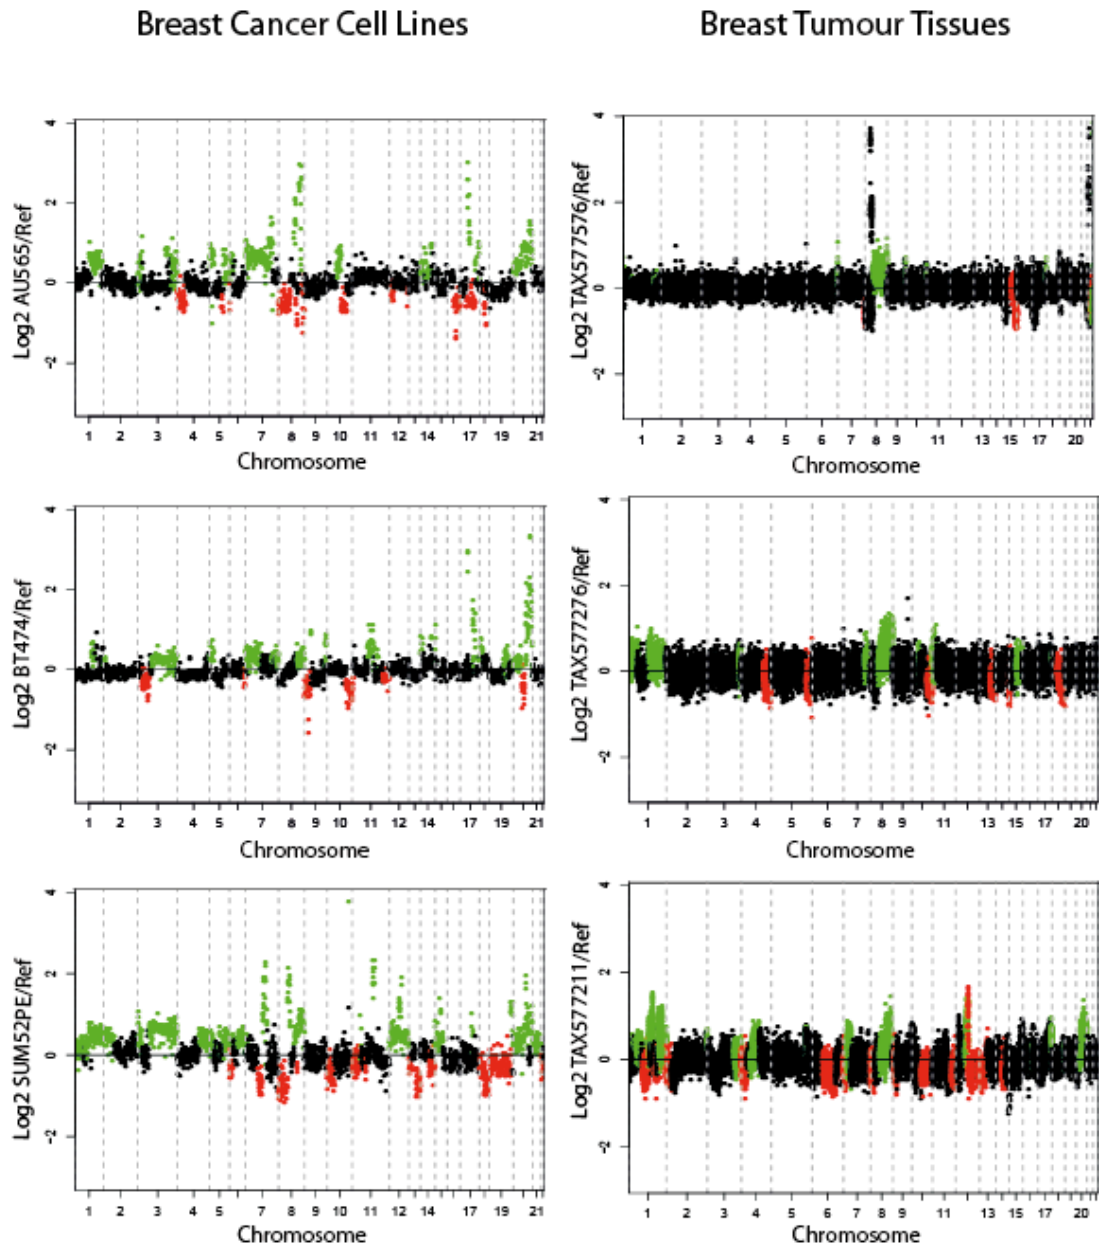 Breast Cancer Cell Lines
Breast Tumour Tissues
Log2 AU565/Ref
4
2
0
-2
1 2 3 4 5 6 7 8 9 10 12 14 17 19 21
Chromosome
Log2 TAX577576/Ref
4
2
0
-2
1 2 3 4 5 6 7 8 9 11 13 15 17 20
Chromosome
Log2 BT474/Ref
4
2
0
-2
1 2 3 4 5 6 7 8 9 10 12 14 17 19 21
Chromosome
Log2 TAX577276/Ref
4
2
0
-2
1 2 3 4 5 6 7 8 9 11 13 15 17 20
Chromosome
Log2 SUM52PE/Ref
4
2
0
-2
1 2 3 4 5 6 7 8 9 10 12 14 17 19 21
Chromosome
Log2 TAX577211/Ref
4
2
0
-2
1 2 3 4 5 6 7 8 9 11 13 15 17 20
Chromosome